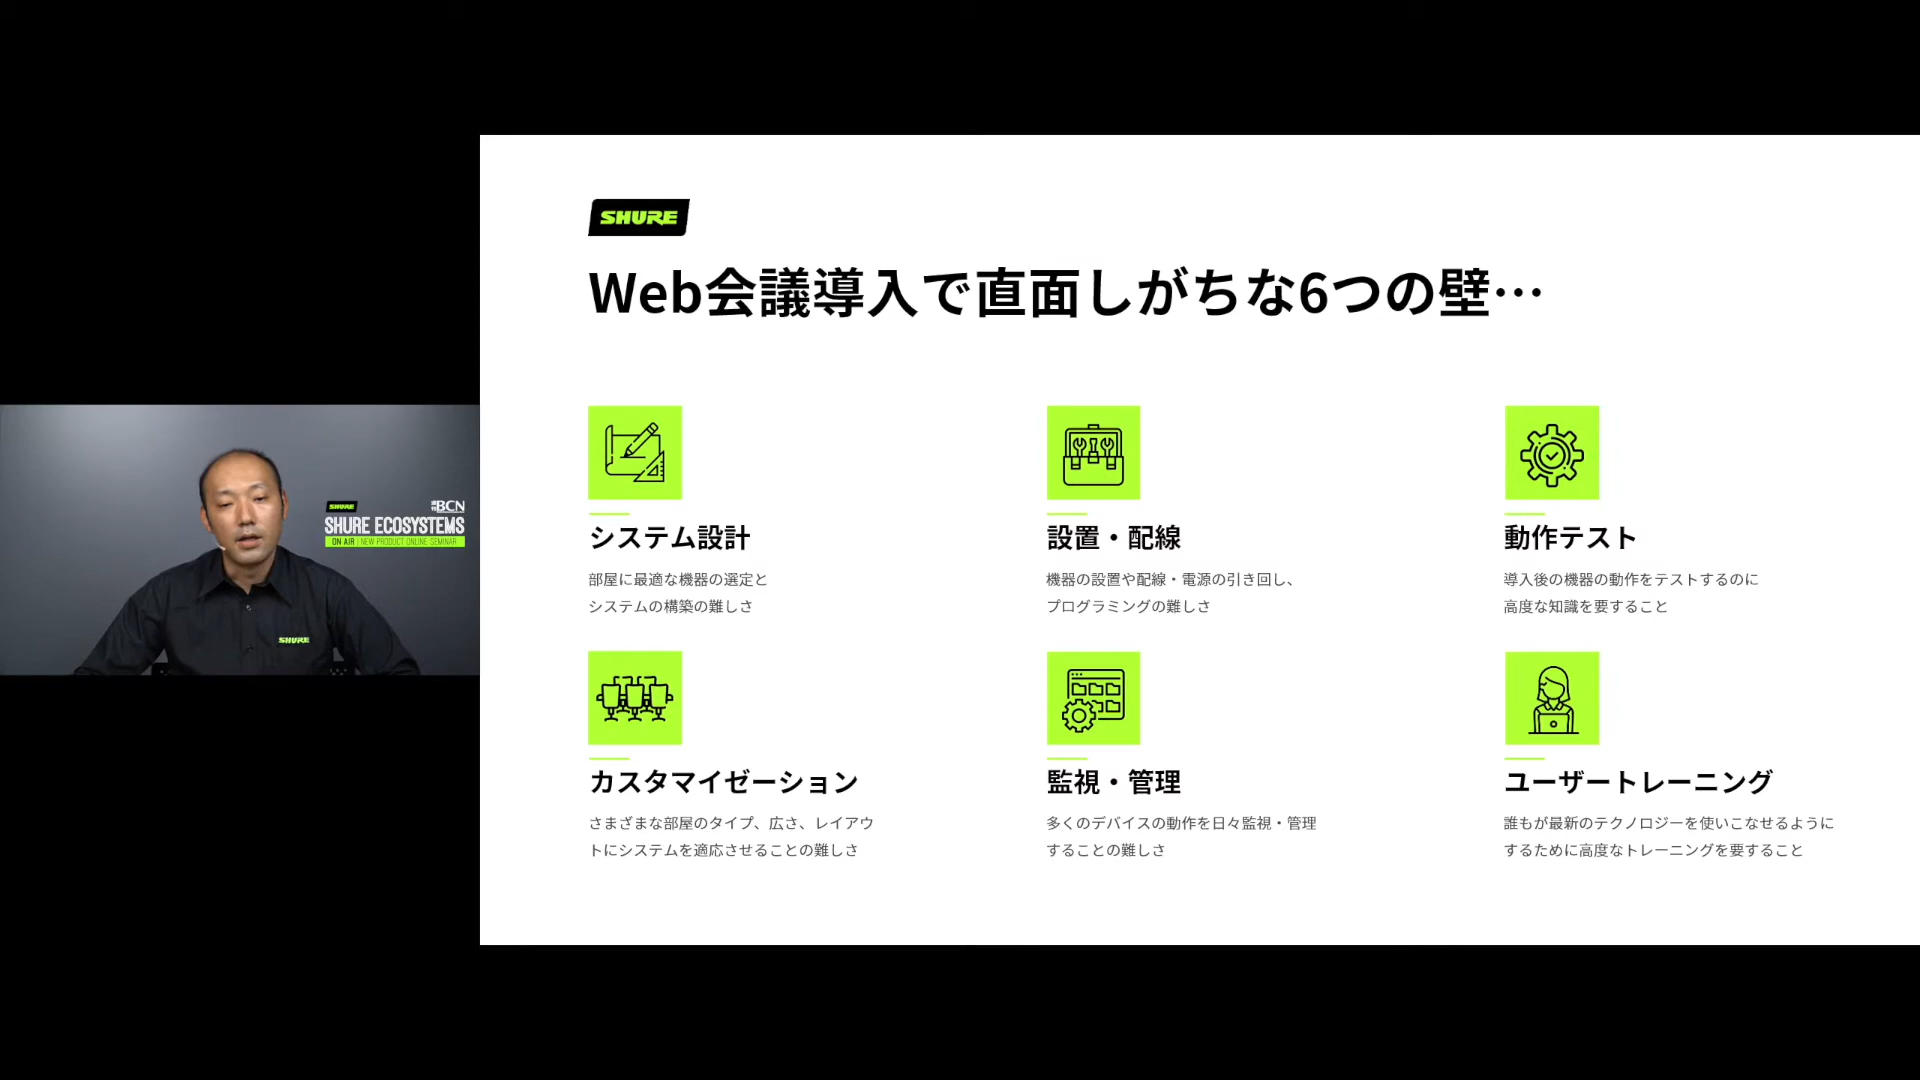 SHURE
Web会議導入で直面しがちな6つの壁…
システム設計
部屋に最適な機器の選定と
システムの構築の難しさ
設置・配線
機器の設置や配線・電源の引き回し、
プログラミングの難しさ
動作テスト
導入後の機器の動作をテストするのに
高度な知識を要すること
カスタマイゼーション
さまざまな部屋のタイプ、広さ、レイアウ
トにシステムを適応させることの難しさ
監視・管理
多くのデバイスの動作を日々監視・管理
することの難しさ
ユーザートレーニング
誰もが最新のテクノロジーを使いこなせるように
するために高度なトレーニングを要すること
SHURE
週刊BCN
SHURE ECOSYSTEMS
ON AIR | NEW PRODUCT ONLINE SEMINAR
SHURE